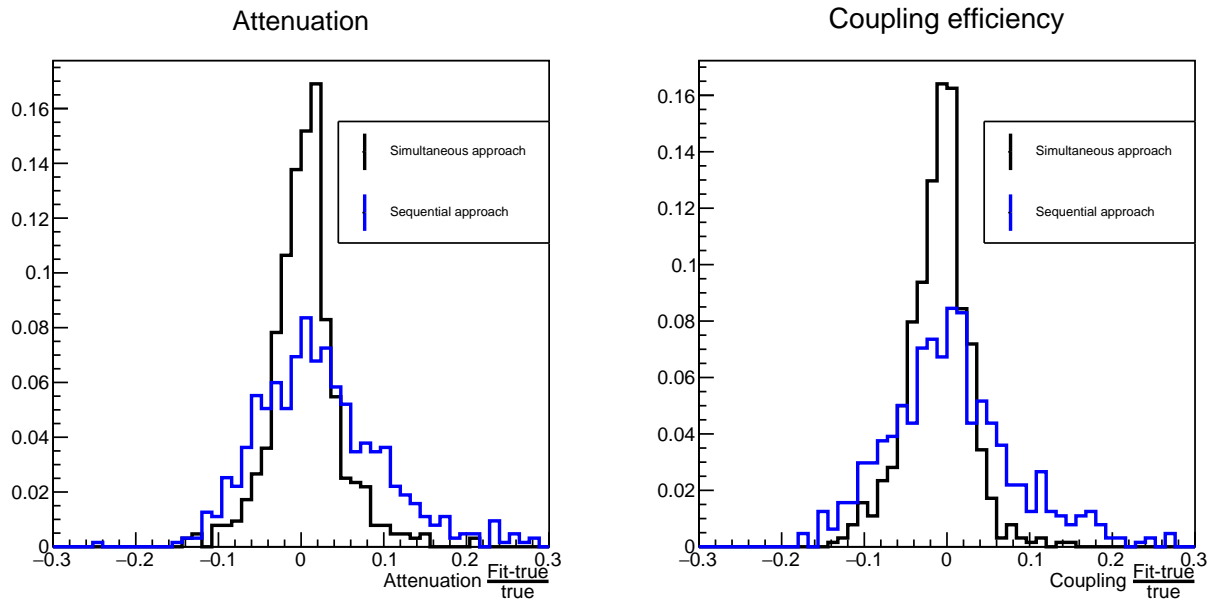 Attenuation
0.16
0.14
0.12
0.1
0.08
0.06
0.04
0.02
0
−0.3 −0.2 −0.1 0 0.1 0.2 0.3
Simultaneous approach
Sequential approach
Attenuation Fit-true
true
Coupling efficiency
0.16
0.14
0.12
0.1
0.08
0.06
0.04
0.02
0
−0.3 −0.2 −0.1 0 0.1 0.2 0.3
Simultaneous approach
Sequential approach
Coupling Fit-true
true